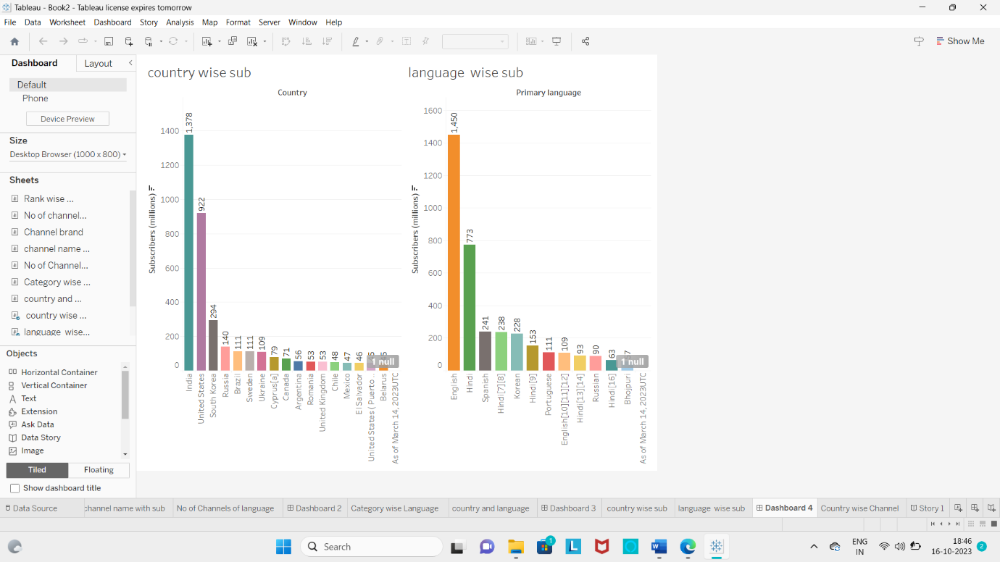 Tableau - Book2 - Tableau license expires tomorrow
File Data Worksheet Dashboard Story Analysis Map Format Server Window Help
Show Me
Dashboard Layout
Default
Phone
Device Preview
Size
Desktop Browser (1000 x 800)
Sheets
Rank wise ...
No of channel...
Channel brand
channel name ...
No of Channel...
Category wise ...
country and ...
country wise ...
language wise...
Objects
Horizontal Container
Vertical Container
Text
Extension
Ask Data
Data Story
Image
Tiled Floating
Show dashboard title
country wise sub
Country
Subscribers (millions)
1400
1200
1000
800
600
400
200
0
1,378
922
294
140
111
111
109
79
71
56
53
53
48
47
46
1 null
India
United States
South Korea
Russia
Brazil
Sweden
Ukraine
Cyprus[a]
Canada
Argentina
Romania
United Kingdom
Chile
Mexico
El Salvador
United States ( Puerto ..
Belarus
As of March 14, 2023UTC
language wise sub
Primary language
Subscribers (millions)
1600
1400
1200
1000
800
600
400
200
0
1,450
773
241
238
228
153
111
109
93
90
63
1 null
English
Hindi
Spanish
Hindi[7][8]
Korean
Hindi[9]
Portuguese
English[10][11][12]
Hindi[13][14]
Russian
Hindi[16]
Bhojpuri
As of March 14, 2023UTC
Data Source channel name with sub No of Channels of language Dashboard 2 Category wise Language country and language Dashboard 3 country wise sub language wise sub Dashboard 4 Country wise Channel Story 1
Search
1
ENG
IN
18:46
16-10-2023
2